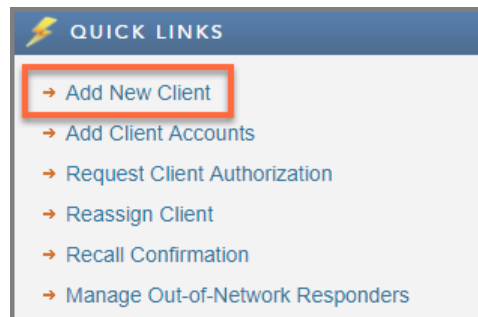 QUICK LINKS
Add New Client
Add Client Accounts
Request Client Authorization
Reassign Client
Recall Confirmation
Manage Out-of-Network Responders